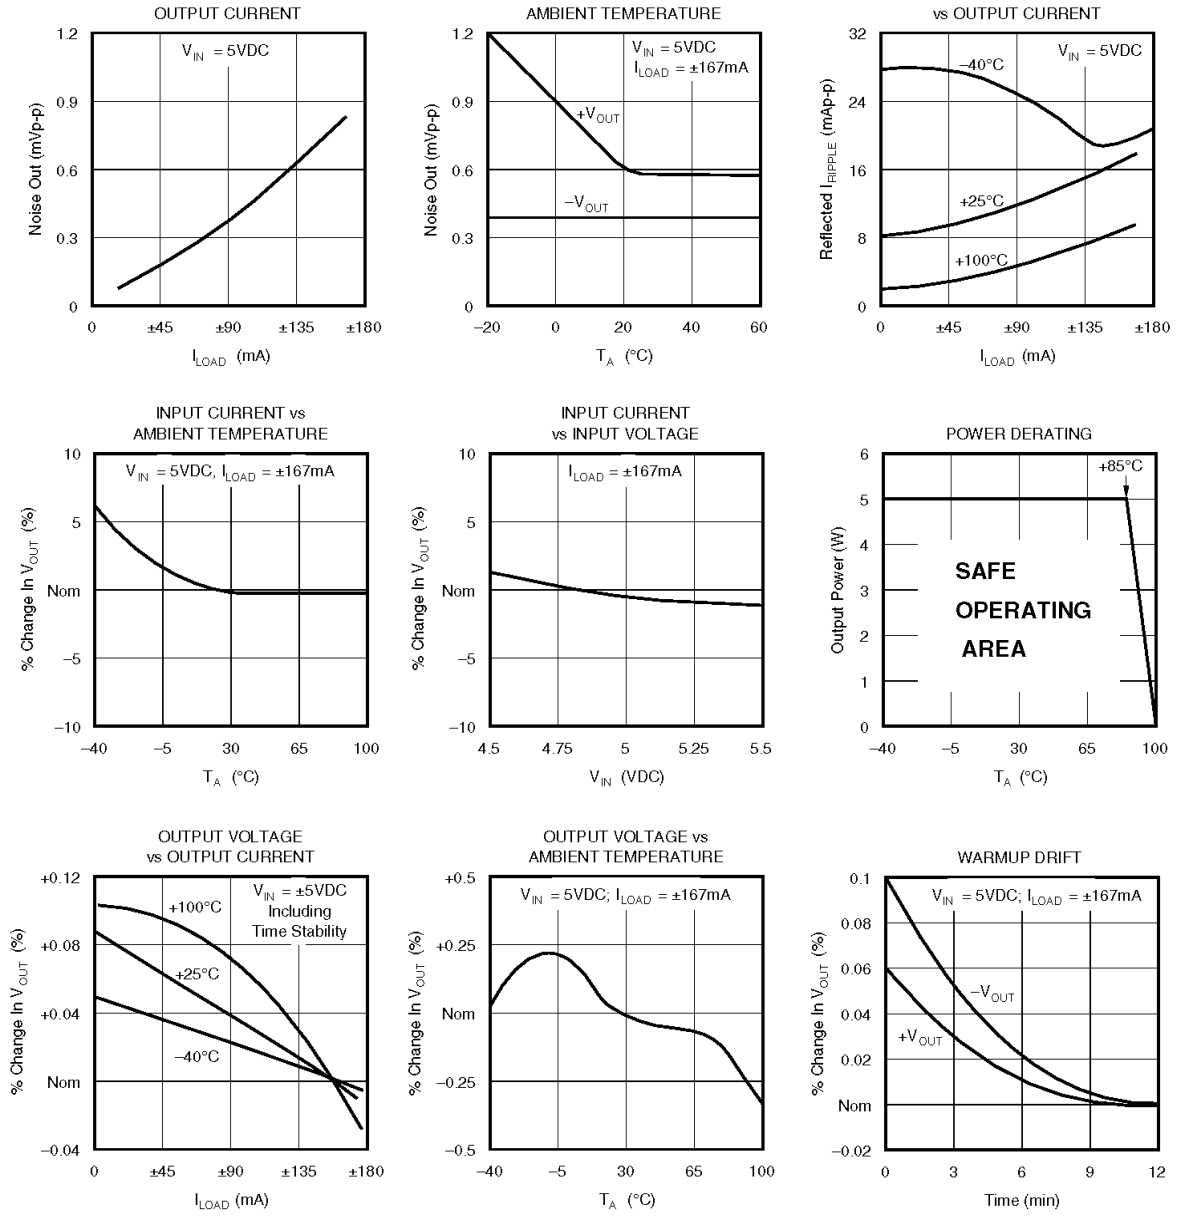 OUTPUT CURRENT
1.2
0.9
0.6
0.3
0
Noise Out (mVp-p)
V_IN = 5VDC
0 ±45 ±90 ±135 ±180
I_LOAD (mA)
AMBIENT TEMPERATURE
1.2
0.9
0.6
0.3
0
Noise Out (mVp-p)
V_IN = 5VDC
I_LOAD = ±167mA
+V_OUT
–V_OUT
–20 0 20 40 60
T_A (°C)
vs OUTPUT CURRENT
32
24
16
8
0
Reflected I_RIPPLE (mAp-p)
V_IN = 5VDC
–40°C
+25°C
+100°C
0 ±45 ±90 ±135 ±180
I_LOAD (mA)
INPUT CURRENT vs
AMBIENT TEMPERATURE
10
5
Nom
–5
–10
% Change In V_OUT (%)
V_IN = 5VDC, I_LOAD = ±167mA
–40 –5 30 65 100
T_A (°C)
INPUT CURRENT
vs INPUT VOLTAGE
10
5
Nom
–5
–10
% Change In V_OUT (%)
I_LOAD = ±167mA
4.5 4.75 5 5.25 5.5
V_IN (VDC)
POWER DERATING
6
5
4
3
2
1
0
Output Power (W)
+85°C
SAFE
OPERATING
AREA
–40 –5 30 65 100
T_A (°C)
OUTPUT VOLTAGE
vs OUTPUT CURRENT
+0.12
+0.08
+0.04
Nom
–0.04
% Change In V_OUT (%)
V_IN = ±5VDC
Including
Time Stability
+100°C
+25°C
–40°C
0 ±45 ±90 ±135 ±180
I_LOAD (mA)
OUTPUT VOLTAGE vs
AMBIENT TEMPERATURE
+0.5
+0.25
Nom
–0.25
–0.5
% Change In V_OUT (%)
V_IN = 5VDC; I_LOAD = ±167mA
–40 –5 30 65 100
T_A (°C)
WARMUP DRIFT
0.1
0.08
0.06
0.04
0.02
Nom
–0.02
% Change In V_OUT (%)
V_IN = 5VDC; I_LOAD = ±167mA
–V_OUT
+V_OUT
0 3 6 9 12
Time (min)